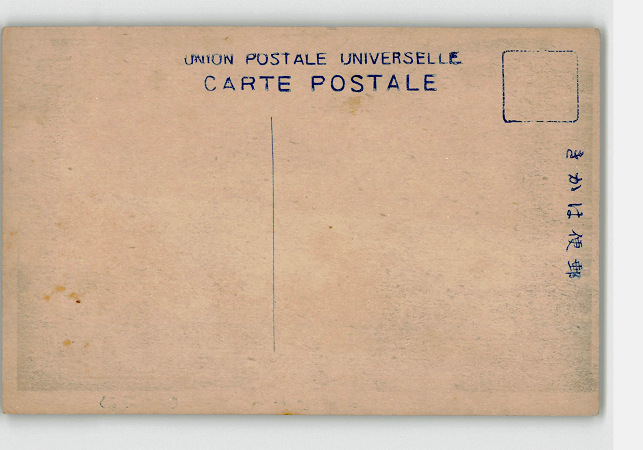 UNION POSTALE UNIVERSELLE
CARTE POSTALE
きかは便郵